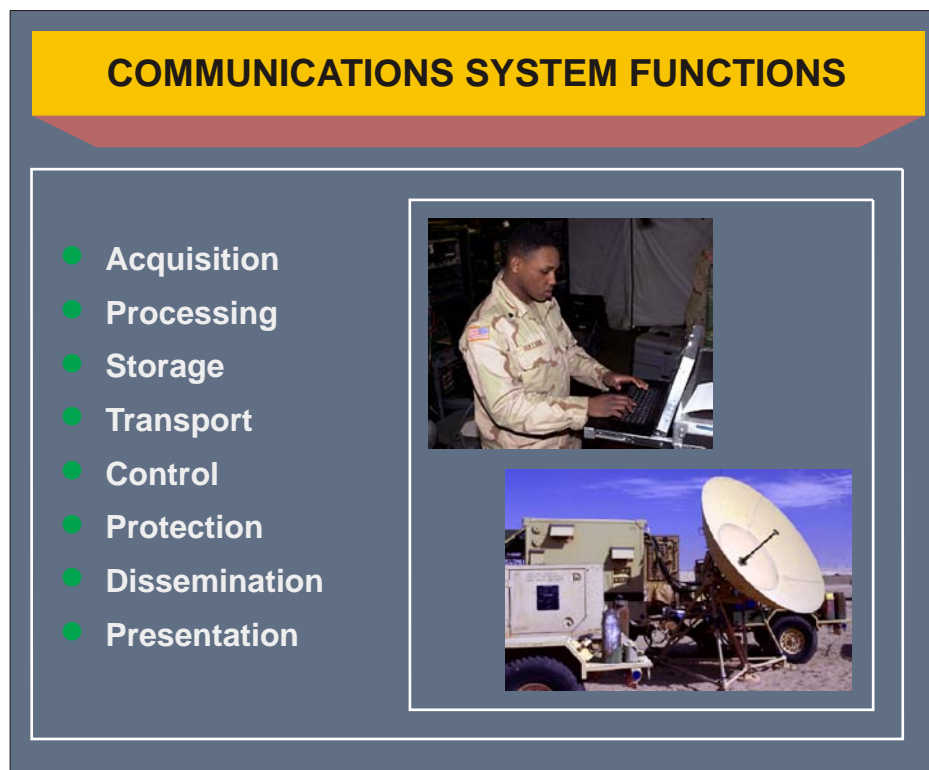 COMMUNICATIONS SYSTEM FUNCTIONS
Acquisition
Processing
Storage
Transport
Control
Protection
Dissemination
Presentation